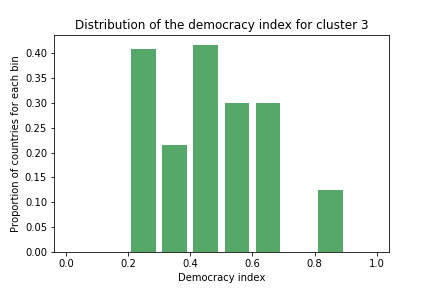 Distribution of the democracy index for cluster 3
Proportion of countries for each bin
0.40
0.35
0.30
0.25
0.20
0.15
0.10
0.05
0.00
0.0 0.2 0.4 0.6 0.8 1.0
Democracy index